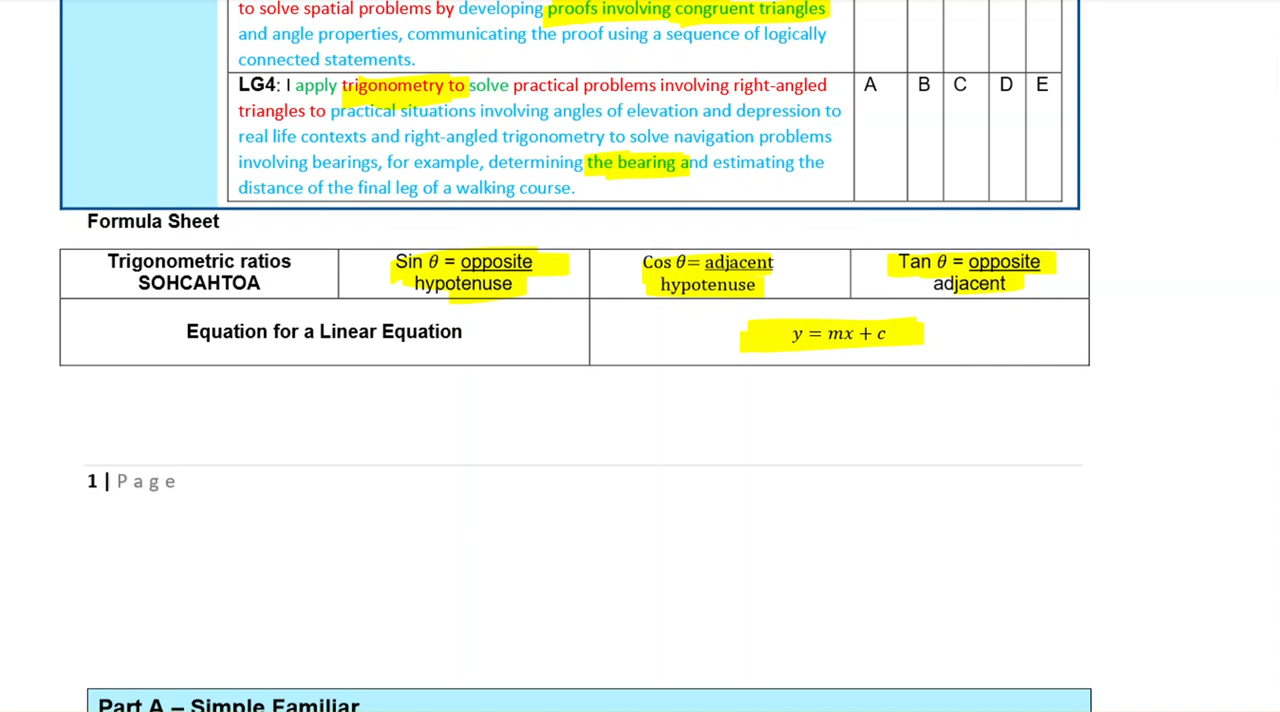 to solve spatial problems by developing proofs involving congruent triangles
and angle properties, communicating the proof using a sequence of logically
connected statements.
LG4: I apply trigonometry to solve practical problems involving right-angled
triangles to practical situations involving angles of elevation and depression to
real life contexts and right-angled trigonometry to solve navigation problems
involving bearings, for example, determining the bearing and estimating the
distance of the final leg of a walking course.
A B C D E
Formula Sheet
Trigonometric ratios
SOHCAHTOA
Sin θ = opposite
hypotenuse
Cos θ= adjacent
hypotenuse
Tan θ = opposite
adjacent
Equation for a Linear Equation
y = mx + c
1 | Page
Part A – Simple Familiar